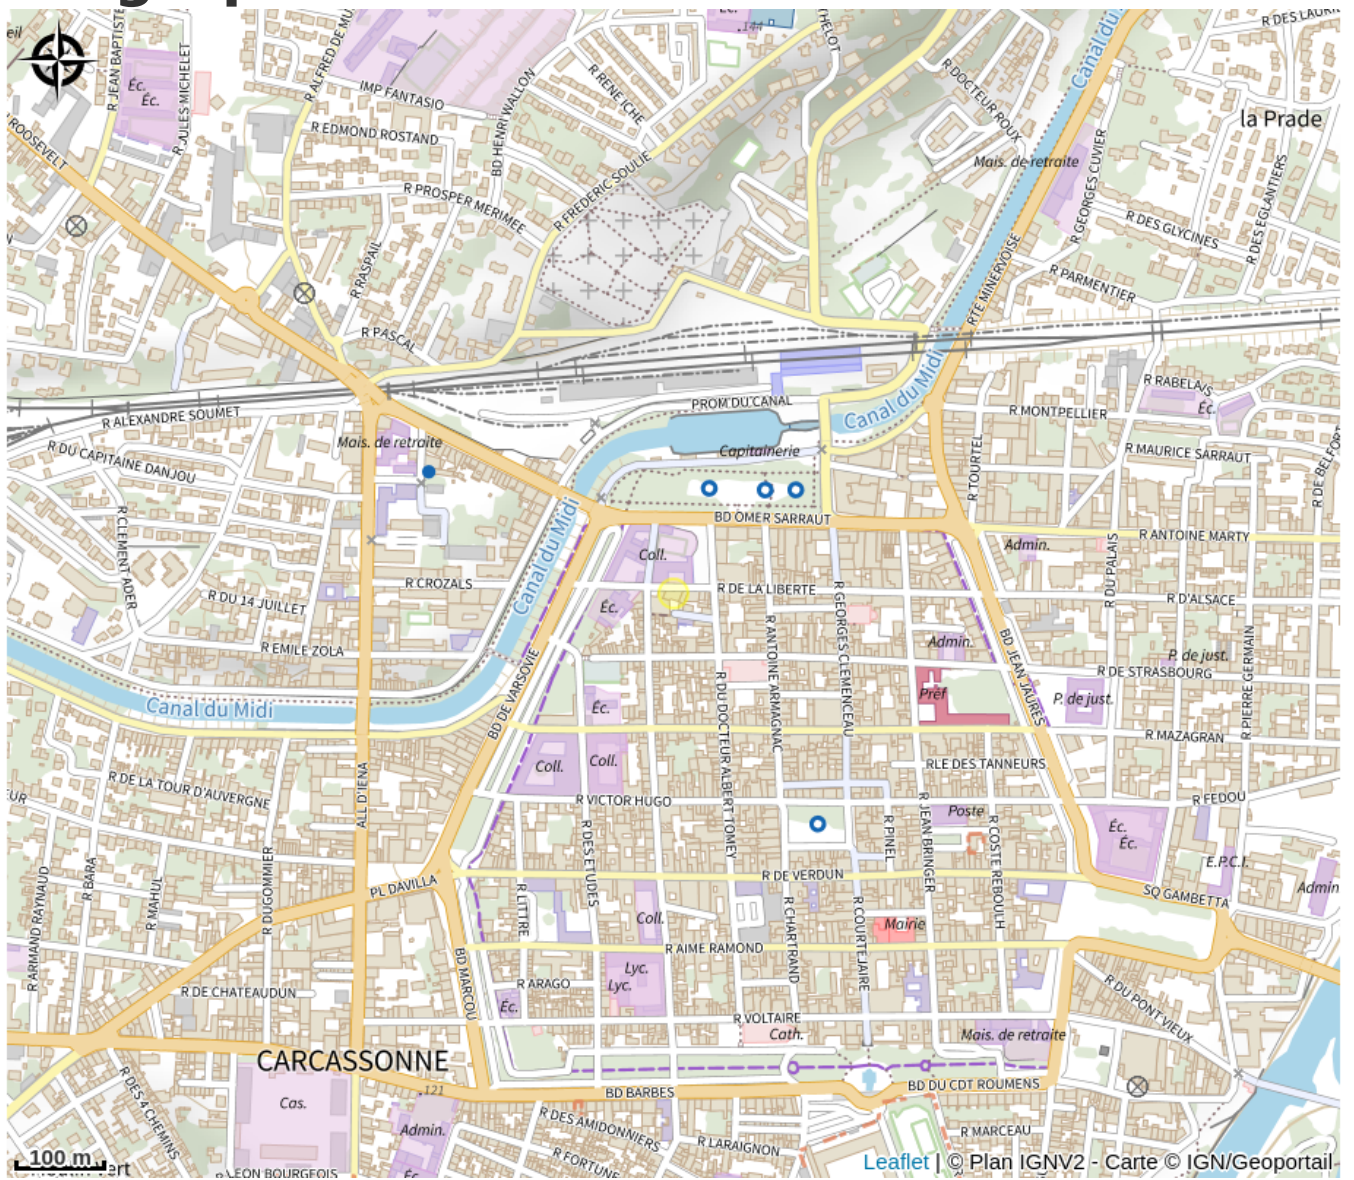 Éc.
144
R DES LAURI
Canal du
R JEAN BAPTISTE
R JULES MICHELET
R ALFRED DE MU
IMP FANTASIO
BD HENRI WALLON
R RENE ICHE
R DOCTEUR ROUX
la Prade
Éc.
Éc.
ROOSEVELT
R EDMOND ROSTAND
R FREDERIC SOULIE
Mais. de retraite
R GEORGES CUVIER
R DES EGLANTIERS
R PROSPER MERIMEE
R DES GLYCINES
R RASPAIL
RTE MINERVOISE
R PARMENTIER
R PASCAL
Canal du Midi
R RABELAIS
Éc.
R ALEXANDRE SOUMET
PROM DU CANAL
R MONTPELLIER
Mais. de retraite
Capitainerie
R MAURICE SARRAUT
R DU CAPITAINE DANJOU
R TOURTEL
R DE BELFORT
Canal du Midi
BD OMER SARRAUT
R ANTOINE MARTY
R CLEMENT ADER
Coll.
Admin.
R DU PALAIS
R CROZALS
R DE LA LIBERTE
R D'ALSACE
R DU 14 JUILLET
Éc.
R GEORGES CLEMENCEAU
R ANTOINE ARMAGNAC
R EMILE ZOLA
Admin.
BD JEAN JAURES
P. de just.
R PIERRE GERMAIN
R DE STRASBOURG
BD DE VARSOVIE
R DU DOCTEUR ALBERT TOMEY
Préf
P. de just.
Canal du Midi
Éc.
R MAZAGRAN
Coll.
Coll.
RLE DES TANNEURS
R DE LA TOUR D'AUVERGNE
ALL D'IENA
EUR
R VICTOR HUGO
R FEDOU
R DES ETUDES
R PINEL
R JEAN BRINGER
Poste
R COSTE REBOULH
Éc.
Éc.
E.P.C.I.
R ARMAND RAYNAUD
R BARA
R MAHUL
R DUGOMMIER
PL DAVILLA
R DE VERDUN
Admin
R LITTRE
SQ GAMBETTA
R CHARTRAND
R COURTEJAIRE
Coll.
Mairie
R AIME RAMOND
BD MARCOU
Lyc.
Lyc.
R ARAGO
R DE CHATEAUDUN
Éc.
R VOLTAIRE
Cath.
Mais. de retraite
R DU PONT VIEUX
CARCASSONNE
R DES 4 CHEMINS
121
BD BARBES
BD DU CDT ROUMENS
Cas.
R DES AMIDONNIERS
Admin.
R LARAIGNON
R MARCEAU
R FORTUNE
100 m
EON BOURGEOIS
Éc
Leaflet | © Plan IGNV2 - Carte © IGN/Geoportail